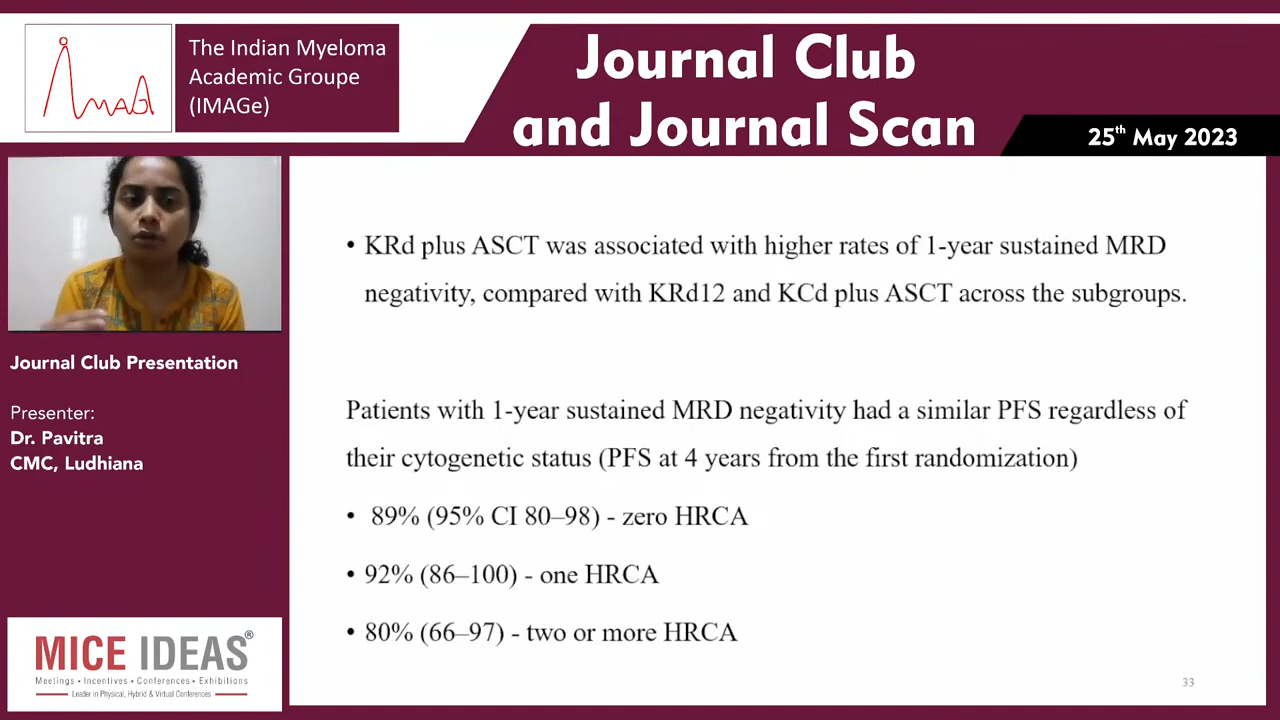 IMAG
The Indian Myeloma
Academic Groupe
(IMAGe)
Journal Club
and Journal Scan
25th May 2023
Journal Club Presentation
Presenter:
Dr. Pavitra
CMC, Ludhiana
• KRd plus ASCT was associated with higher rates of 1-year sustained MRD
negativity, compared with KRd12 and KCd plus ASCT across the subgroups.
Patients with 1-year sustained MRD negativity had a similar PFS regardless of
their cytogenetic status (PFS at 4 years from the first randomization)
• 89% (95% CI 80–98) - zero HRCA
• 92% (86–100) - one HRCA
• 80% (66–97) - two or more HRCA
33
MICE IDEAS®
Meetings • Incentives • Conferences • Exhibitions
Leader in Physical, Hybrid & Virtual Conferences